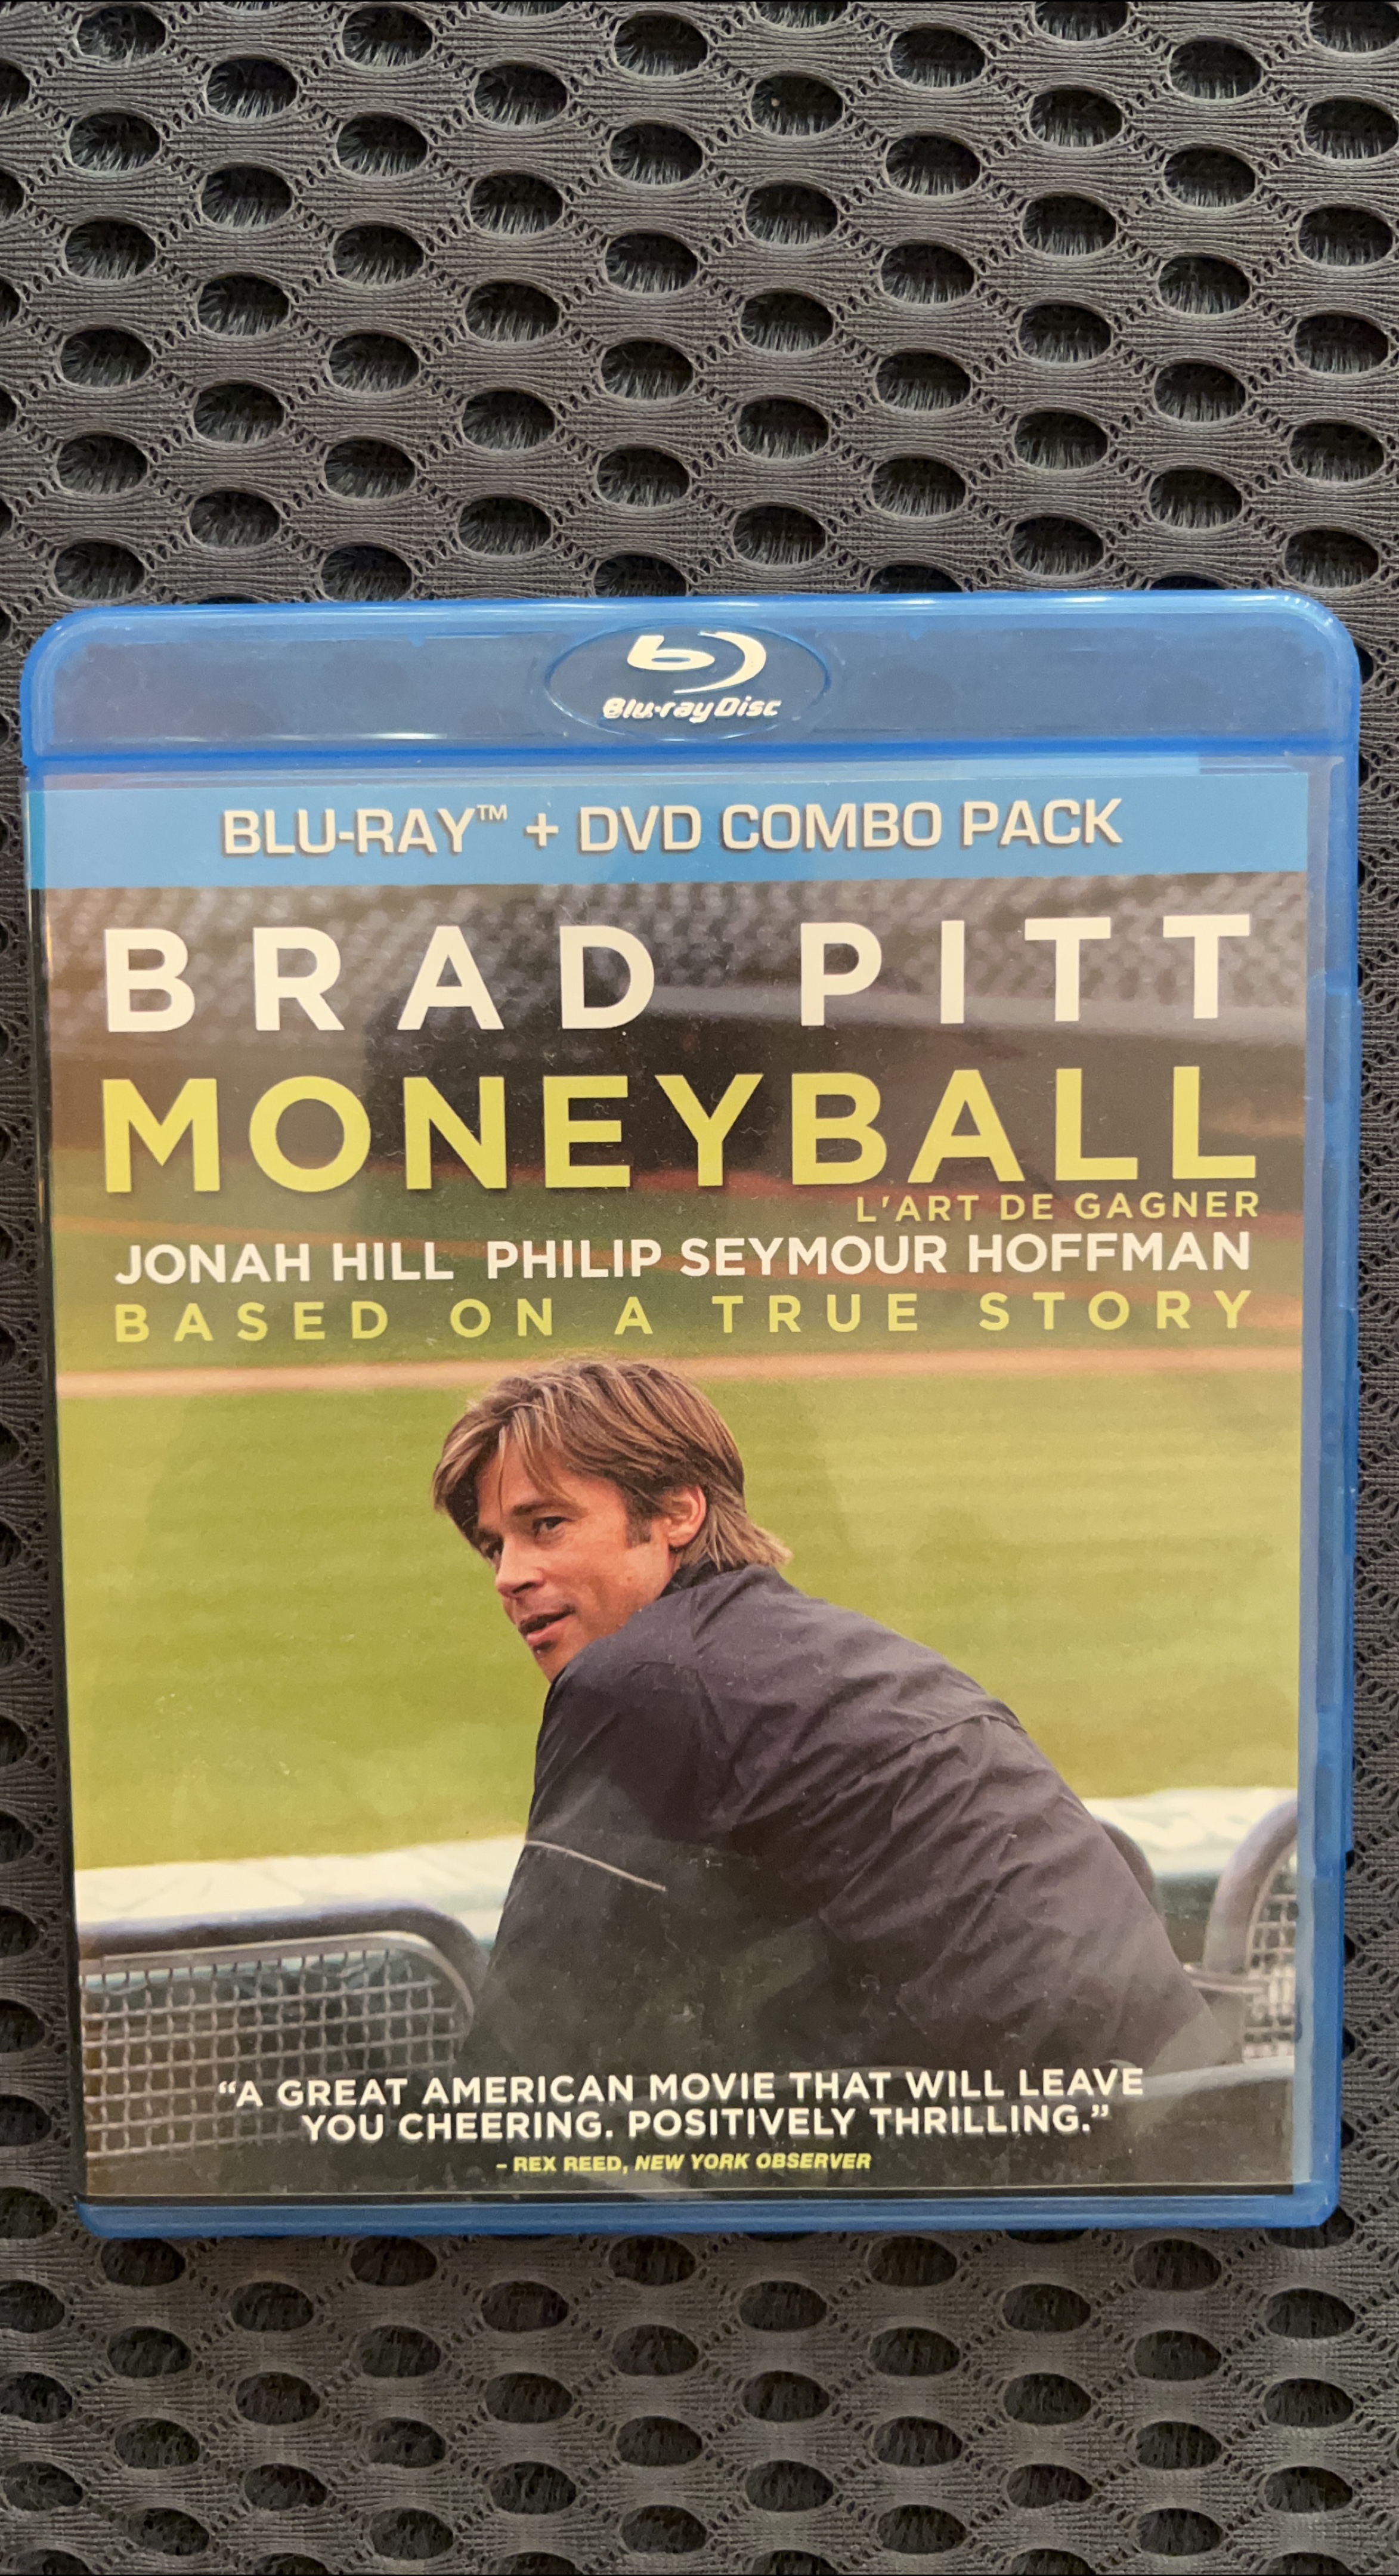 Blu-ray Disc
BLU-RAY™ + DVD COMBO PACK
BRAD PITT
MONEYBALL
L'ART DE GAGNER
JONAH HILL PHILIP SEYMOUR HOFFMAN
BASED ON A TRUE STORY
“A GREAT AMERICAN MOVIE THAT WILL LEAVE
YOU CHEERING. POSITIVELY THRILLING.”
– REX REED, NEW YORK OBSERVER